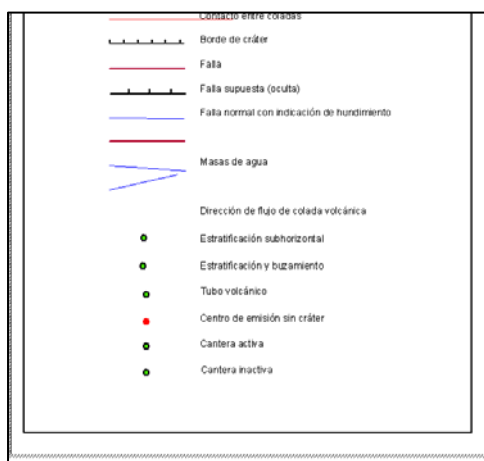 Contacto entre coladas
Borde de cráter
Falla
Falla supuesta (oculta)
Falla normal con indicación de hundimiento
Masas de agua
Dirección de flujo de colada volcánica
Estratificación subhorizontal
Estratificación y buzamiento
Tubo volcánico
Centro de emisión sin cráter
Cantera activa
Cantera inactiva